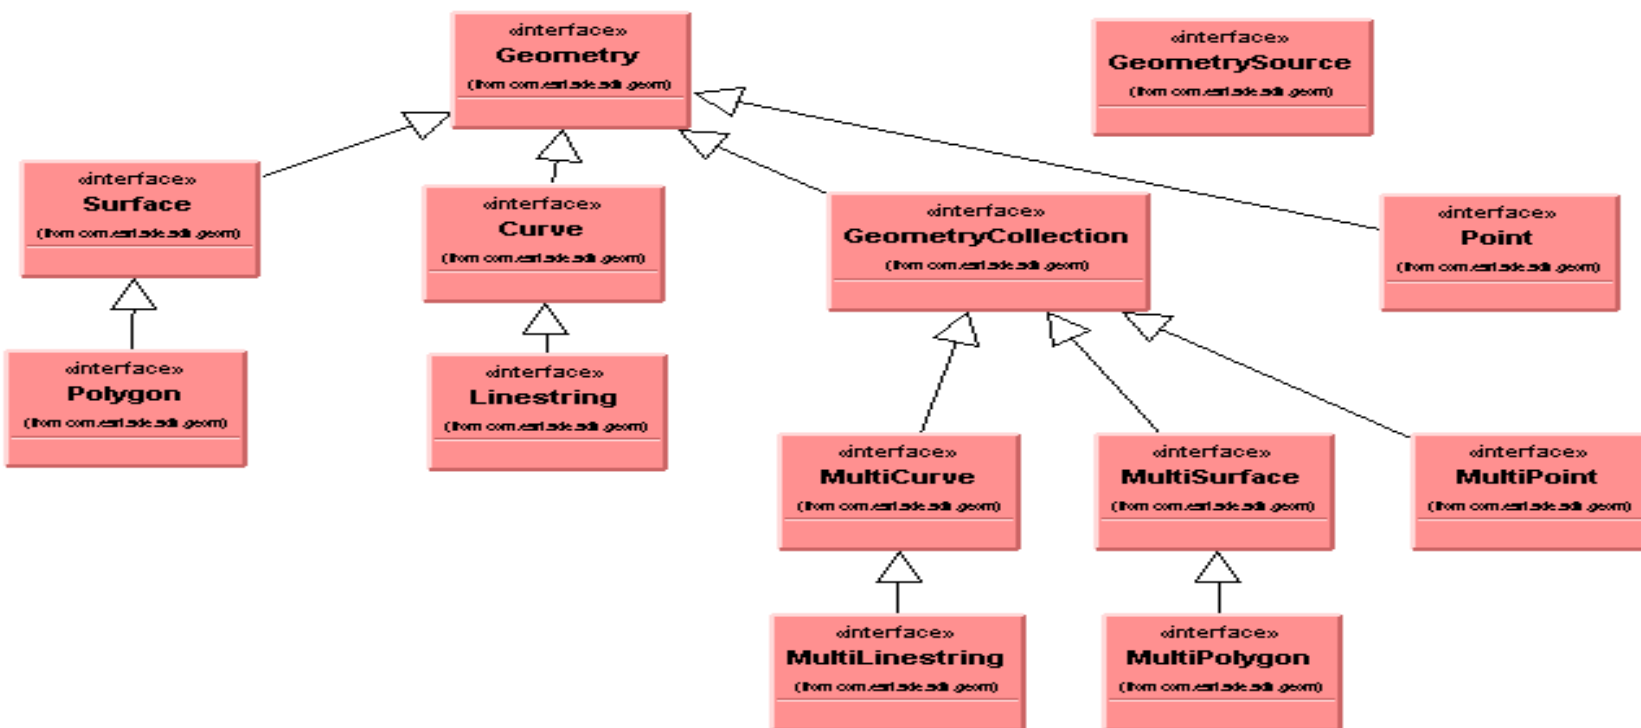 «interface»
Geometry
(from com.esri.sde.sdk.geom)
«interface»
GeometrySource
(from com.esri.sde.sdk.geom)
«interface»
Surface
(from com.esri.sde.sdk.geom)
«interface»
Curve
(from com.esri.sde.sdk.geom)
«interface»
GeometryCollection
(from com.esri.sde.sdk.geom)
«interface»
Point
(from com.esri.sde.sdk.geom)
«interface»
Polygon
(from com.esri.sde.sdk.geom)
«interface»
Linestring
(from com.esri.sde.sdk.geom)
«interface»
MultiCurve
(from com.esri.sde.sdk.geom)
«interface»
MultiSurface
(from com.esri.sde.sdk.geom)
«interface»
MultiPoint
(from com.esri.sde.sdk.geom)
«interface»
MultiLinestring
(from com.esri.sde.sdk.geom)
«interface»
MultiPolygon
(from com.esri.sde.sdk.geom)